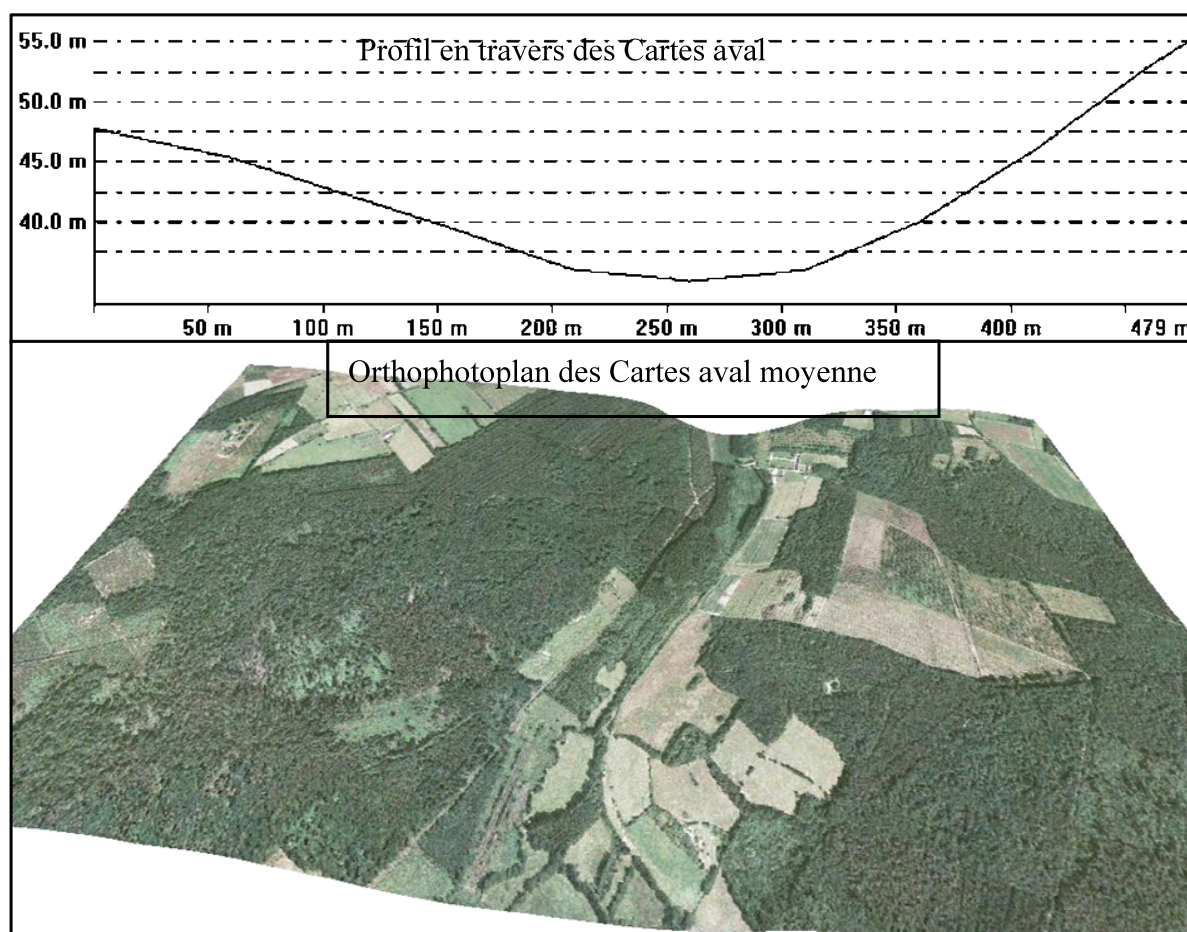 Profil en travers des Cartes aval
55.0 m
50.0 m
45.0 m
40.0 m
50 m 100 m 150 m 200 m 250 m 300 m 350 m 400 m 479 m
Orthophotoplan des Cartes aval moyenne